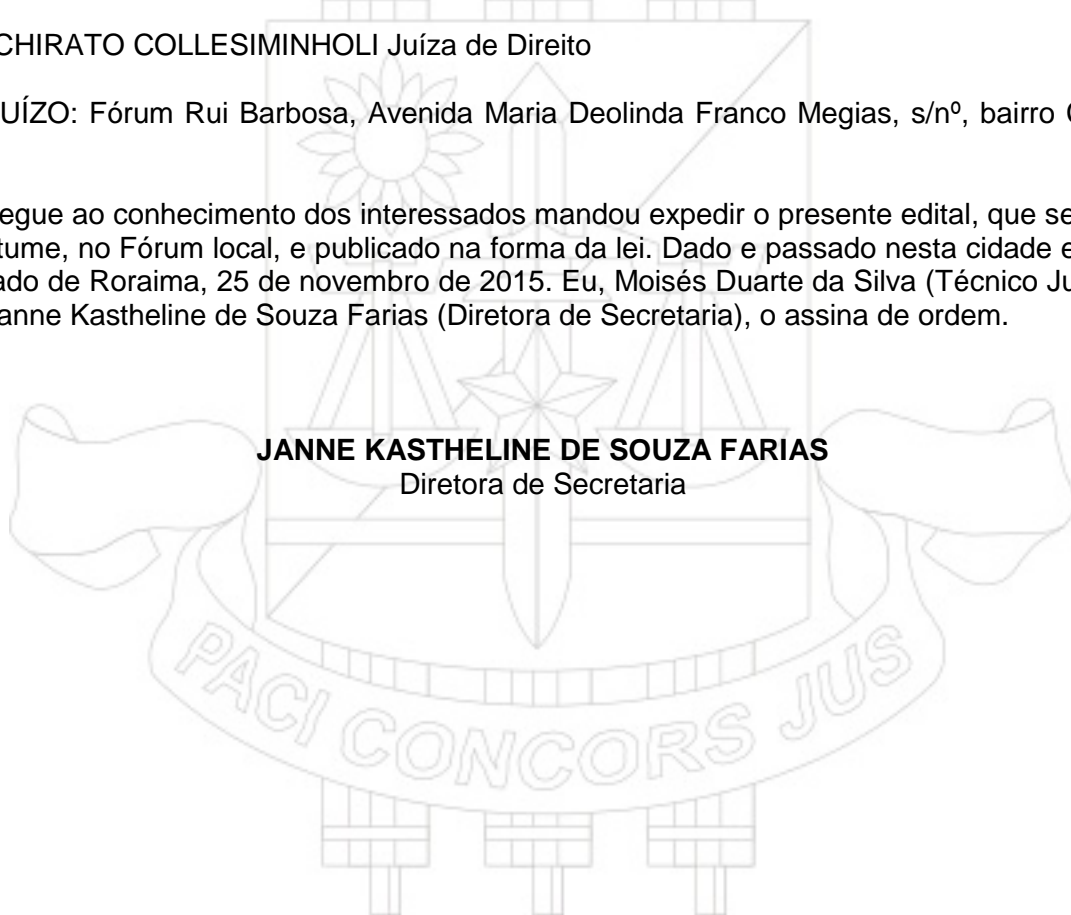 CHIRATO COLLESIMINHOLI Juíza de Direito
UÍZO: Fórum Rui Barbosa, Avenida Maria Deolinda Franco Megias, s/nº, bairro
egue ao conhecimento dos interessados mandou expedir o presente edital, que se
tume, no Fórum local, e publicado na forma da lei. Dado e passado nesta cidade e
ado de Roraima, 25 de novembro de 2015. Eu, Moisés Duarte da Silva (Técnico Ju
anne Kastheline de Souza Farias (Diretora de Secretaria), o assina de ordem.
JANNE KASTHELINE DE SOUZA FARIAS
Diretora de Secretaria
PACI CONCORS JUS